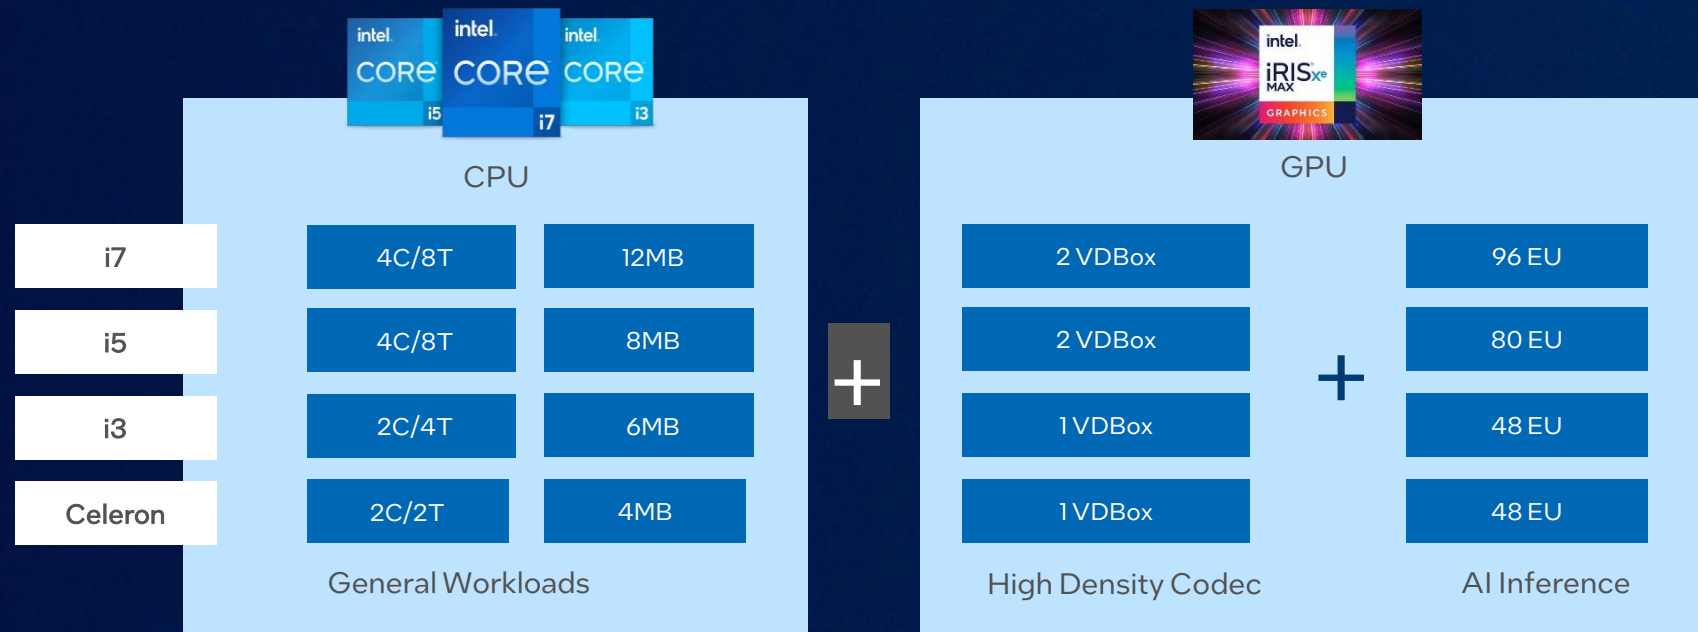 intel.
CORE
i5
intel.
CORE
i7
intel.
CORE
i3
intel.
iRISxe
MAX
GRAPHICS
CPU
GPU
i7
4C/8T
12MB
2 VDBox
96 EU
i5
4C/8T
8MB
2 VDBox
80 EU
+
+
i3
2C/4T
6MB
1 VDBox
48 EU
Celeron
2C/2T
4MB
1 VDBox
48 EU
General Workloads
High Density Codec
AI Inference